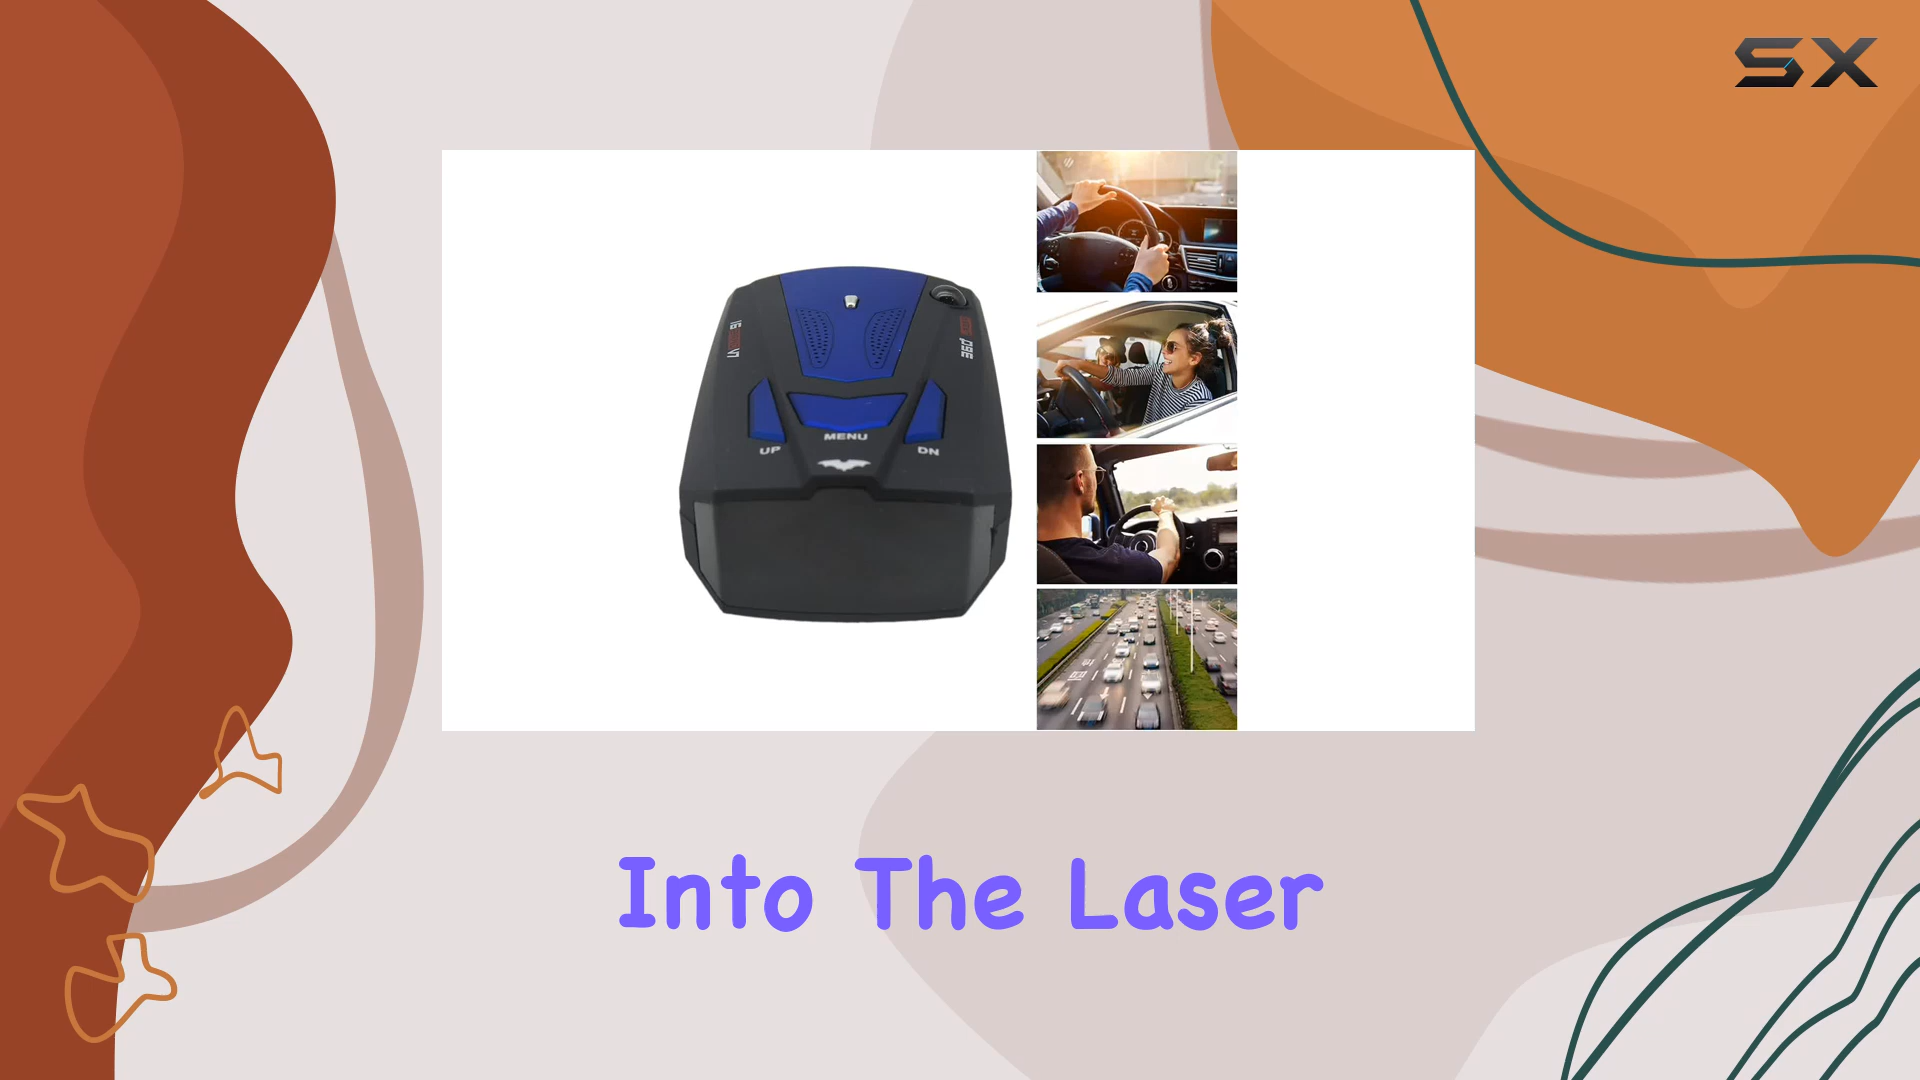 SX
UP
MENU
DN
Into The Laser